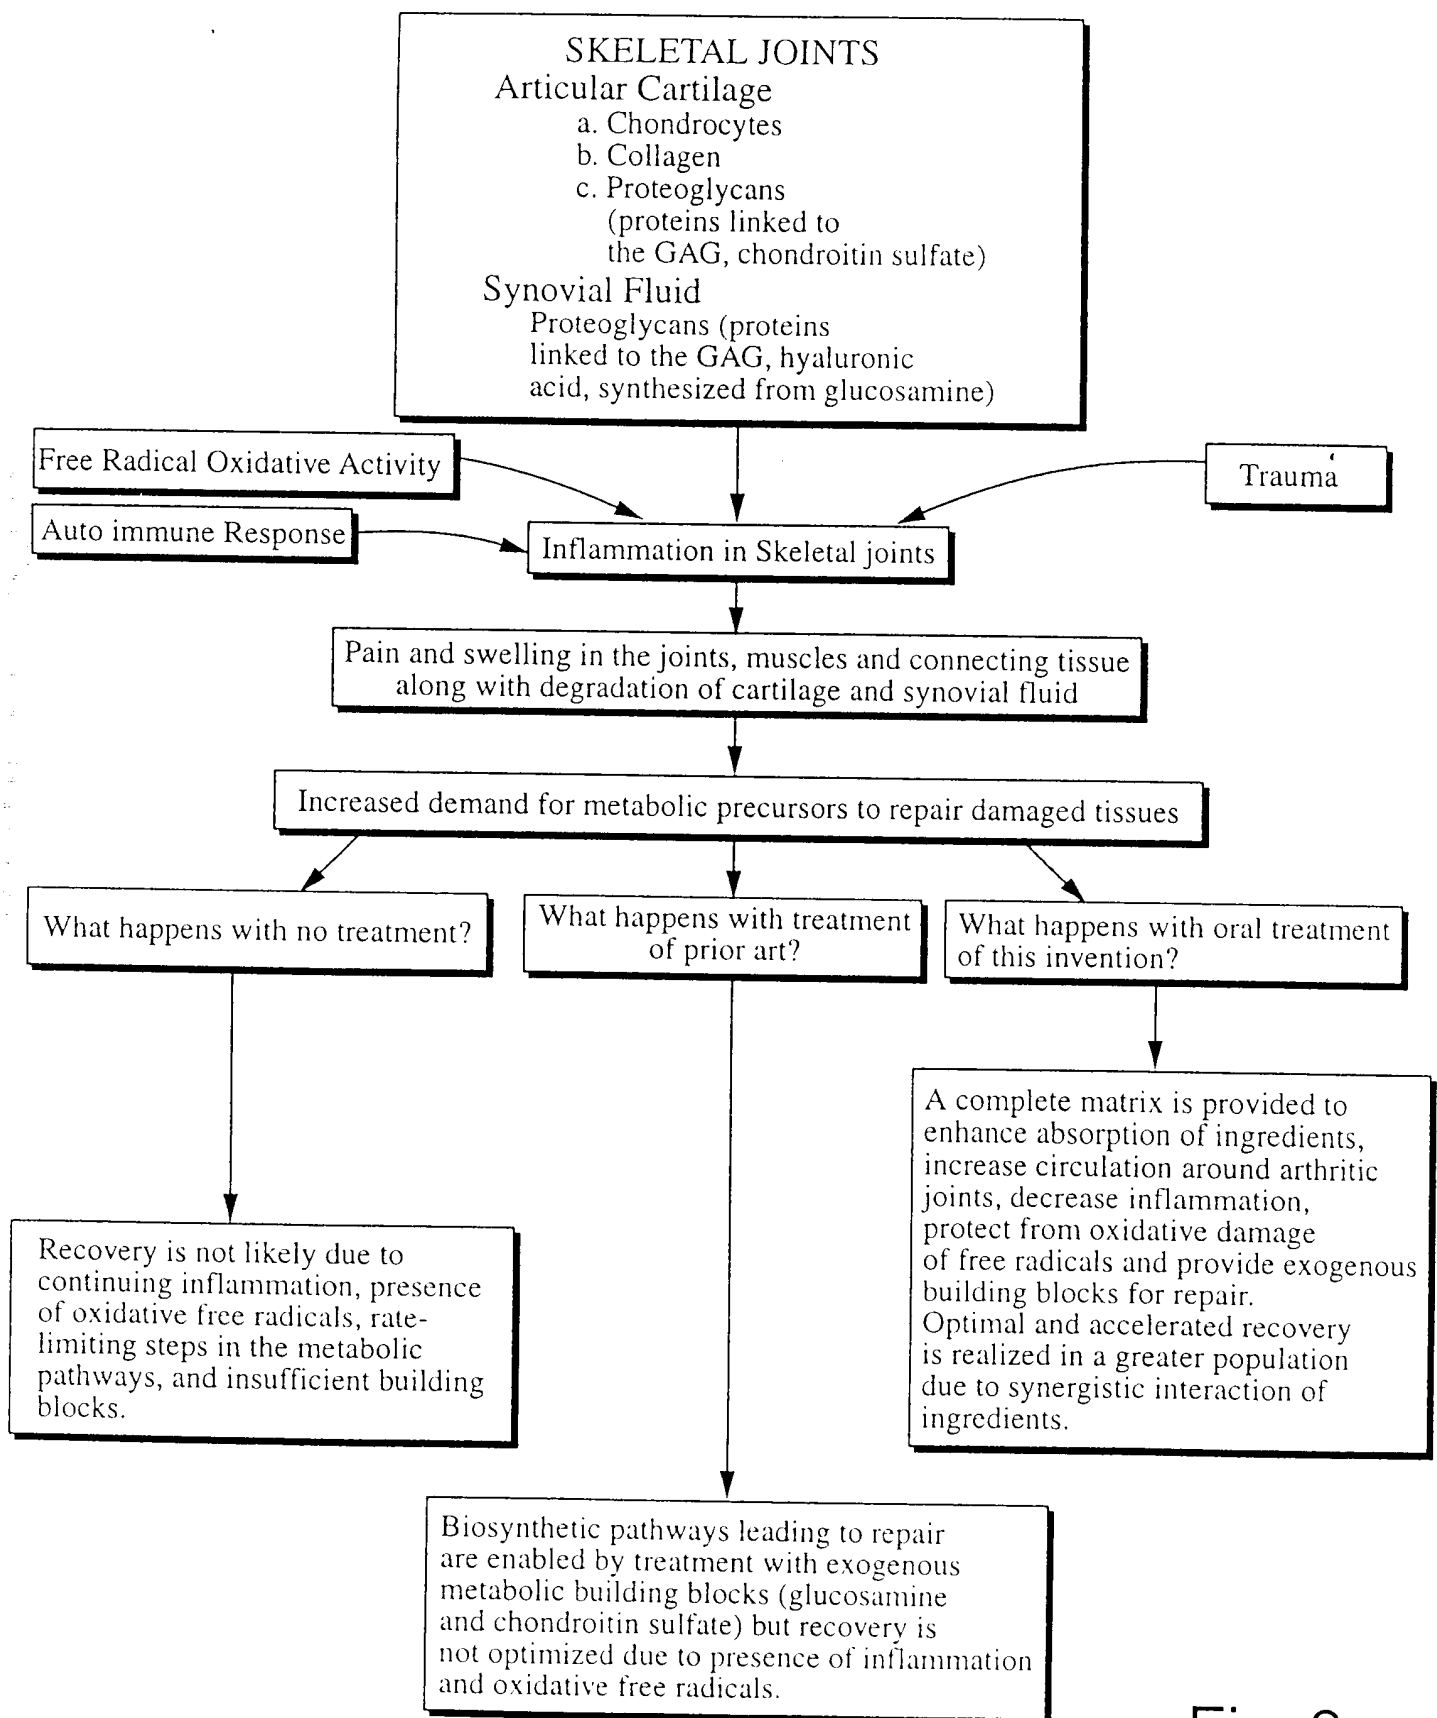 SKELETAL JOINTS
Articular Cartilage
a. Chondrocytes
b. Collagen
c. Proteoglycans
(proteins linked to
the GAG, chondroitin sulfate)
Synovial Fluid
Proteoglycans (proteins
linked to the GAG, hyaluronic
acid, synthesized from glucosamine)
Free Radical Oxidative Activity
Trauma
Auto immune Response
Inflammation in Skeletal joints
Pain and swelling in the joints, muscles and connecting tissue
along with degradation of cartilage and synovial fluid
Increased demand for metabolic precursors to repair damaged tissues
What happens with no treatment?
What happens with treatment
of prior art?
What happens with oral treatment
of this invention?
A complete matrix is provided to
enhance absorption of ingredients,
increase circulation around arthritic
joints, decrease inflammation,
protect from oxidative damage
of free radicals and provide exogenous
building blocks for repair.
Optimal and accelerated recovery
is realized in a greater population
due to synergistic interaction of
ingredients.
Recovery is not likely due to
continuing inflammation, presence
of oxidative free radicals, rate-
limiting steps in the metabolic
pathways, and insufficient building
blocks.
Biosynthetic pathways leading to repair
are enabled by treatment with exogenous
metabolic building blocks (glucosamine
and chondroitin sulfate) but recovery is
not optimized due to presence of inflammation
and oxidative free radicals.